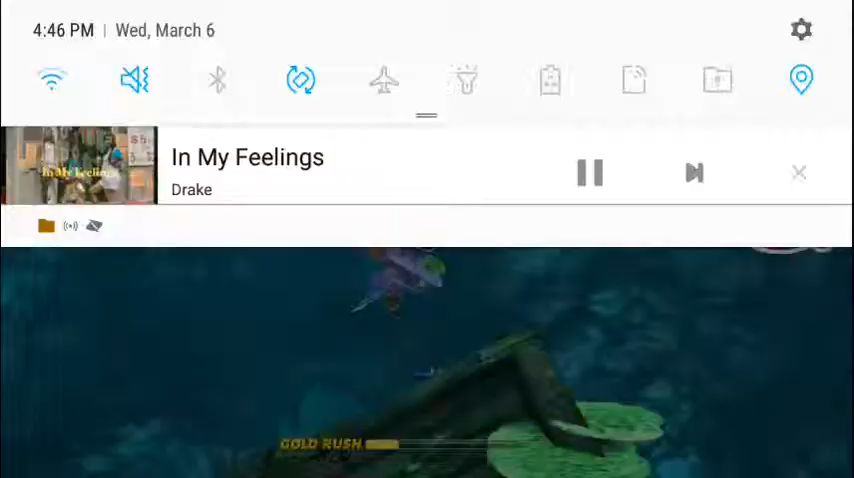 4:46 PM | Wed, March 6
In My Feelings
In My Feelings
Drake
GOLD RUSH